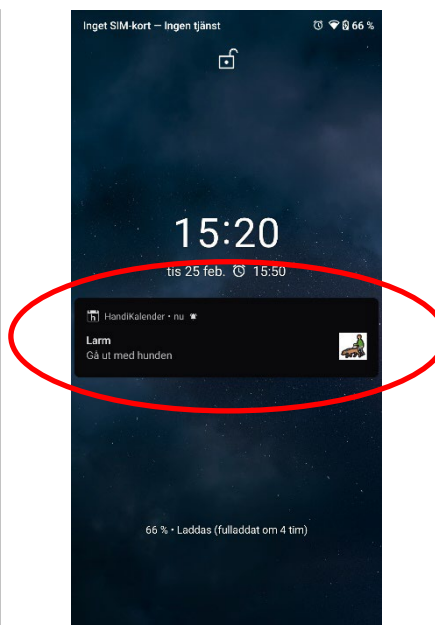 Inget SIM-kort – Ingen tjänst 66 %
15:20
tis 25 feb. 15:50
h HandiKalender • nu
Larm
Gå ut med hunden
66 % • Laddas (fulladdat om 4 tim)